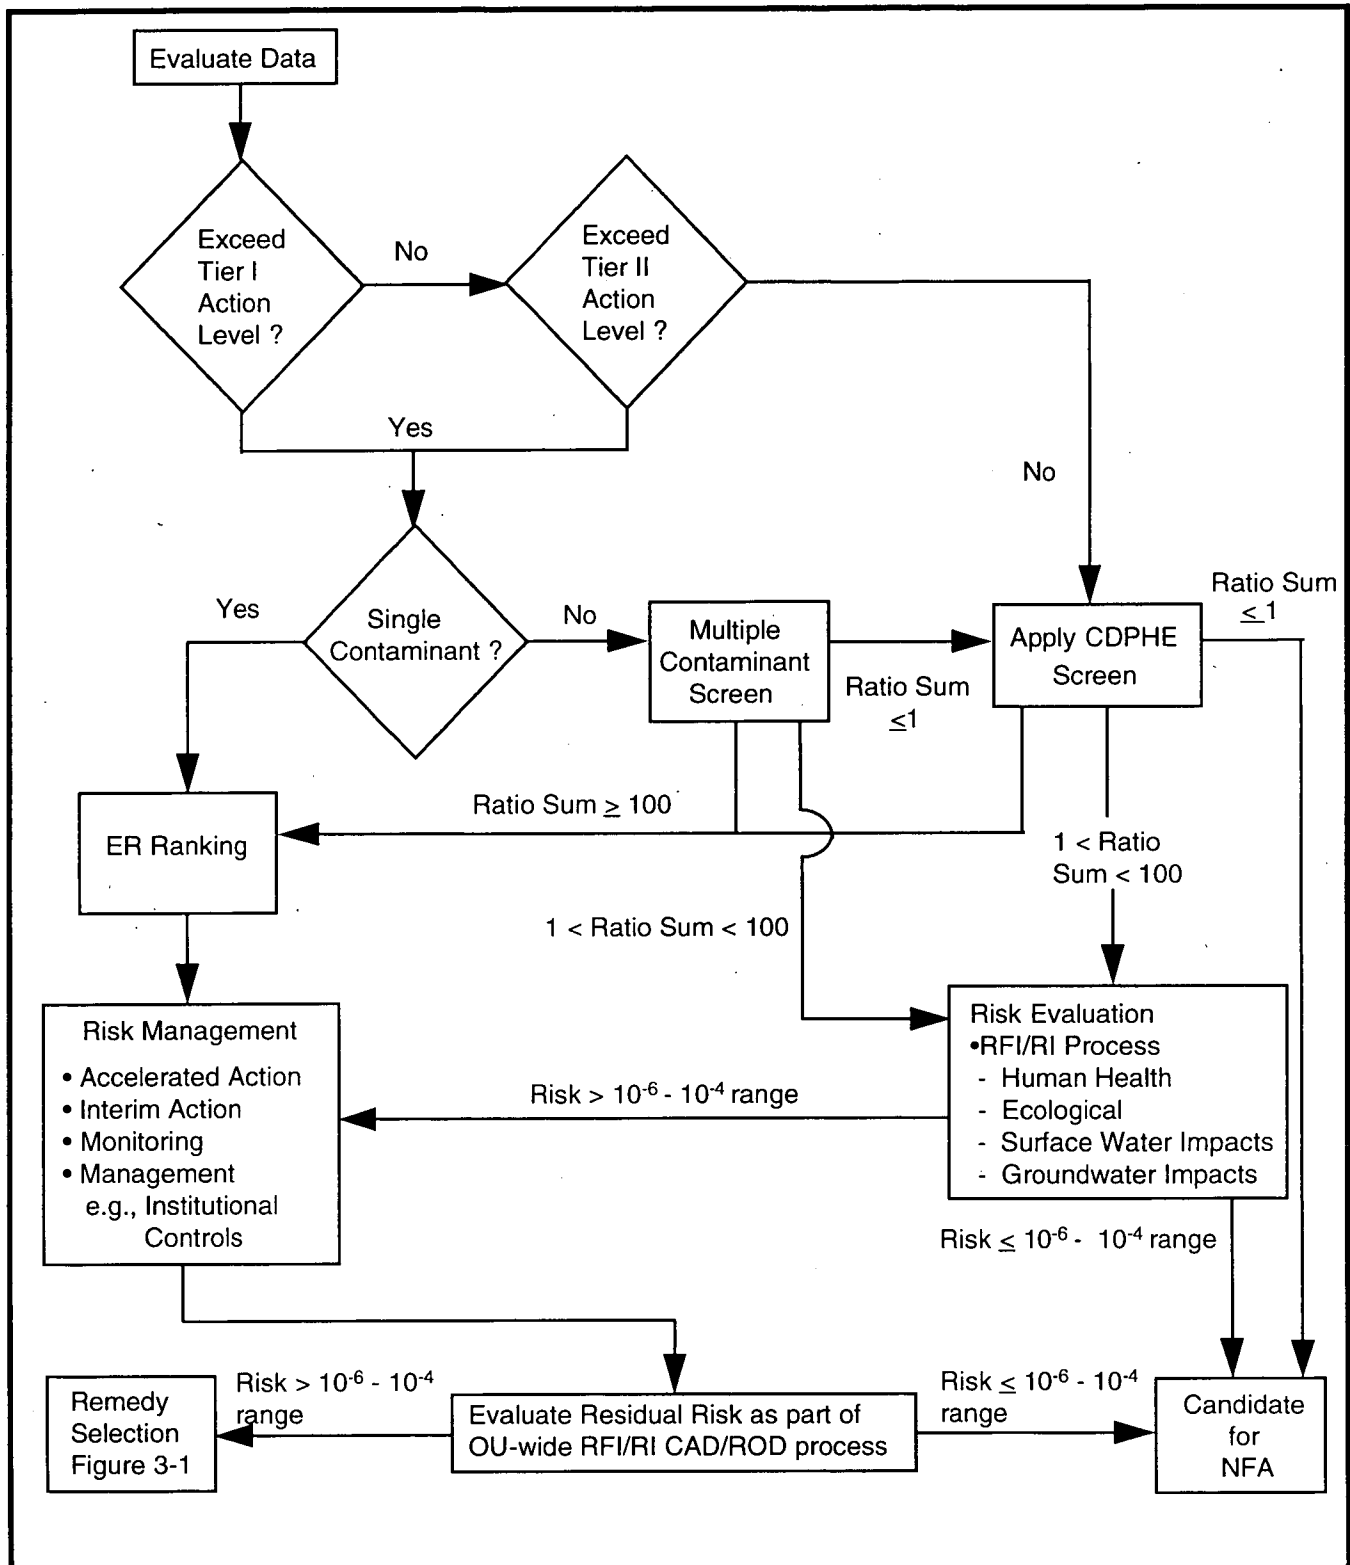 Evaluate Data
Exceed
Tier I
Action
Level ?
No
Exceed
Tier II
Action
Level ?
Yes
No
Single
Contaminant ?
Yes
No
Multiple
Contaminant
Screen
Ratio Sum
≤1
Apply CDPHE
Screen
Ratio Sum
≤ 1
Ratio Sum ≥ 100
ER Ranking
1 < Ratio
Sum < 100
1 < Ratio Sum < 100
Risk Management
• Accelerated Action
• Interim Action
• Monitoring
• Management
e.g., Institutional
Controls
Risk > 10⁻⁶ - 10⁻⁴ range
Risk Evaluation
•RFI/RI Process
- Human Health
- Ecological
- Surface Water Impacts
- Groundwater Impacts
Risk ≤ 10⁻⁶ - 10⁻⁴ range
Remedy
Selection
Figure 3-1
Risk > 10⁻⁶ - 10⁻⁴
range
Evaluate Residual Risk as part of
OU-wide RFI/RI CAD/ROD process
Risk ≤ 10⁻⁶ - 10⁻⁴
range
Candidate
for
NFA